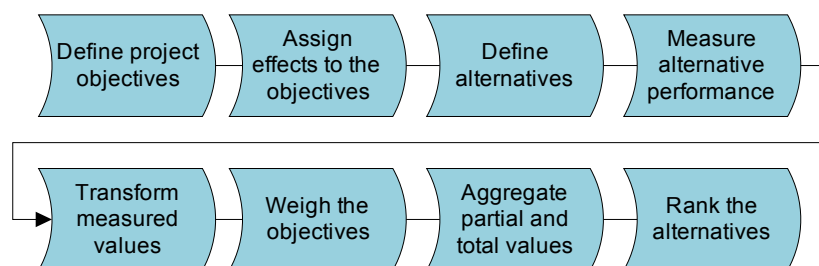 Define project
objectives
Assign
effects to the
objectives
Define
alternatives
Measure
alternative
performance
Transform
measured
values
Weigh the
objectives
Aggregate
partial and
total values
Rank the
alternatives